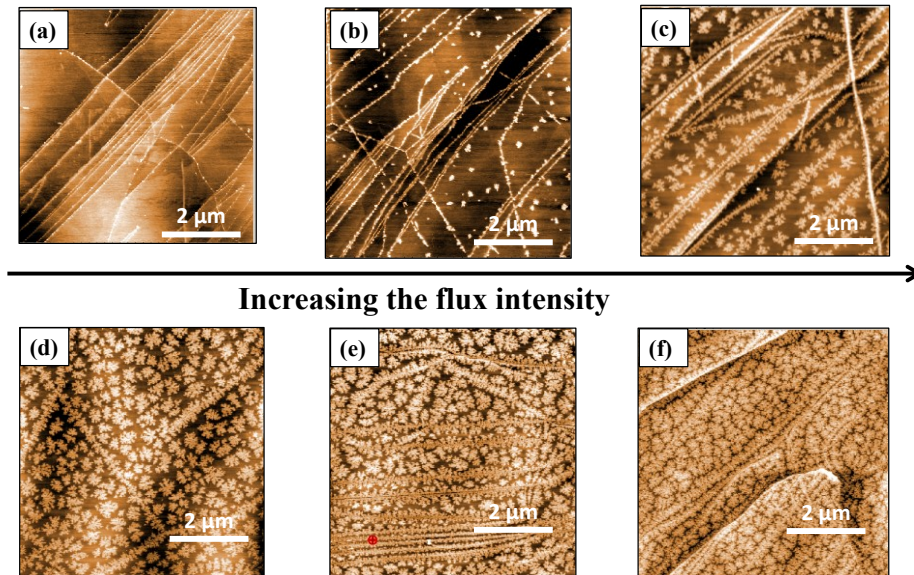 (a)
(b)
(c)
2 µm
2 µm
2 µm
Increasing the flux intensity
(d)
(e)
(f)
2 µm
2 µm
2 µm